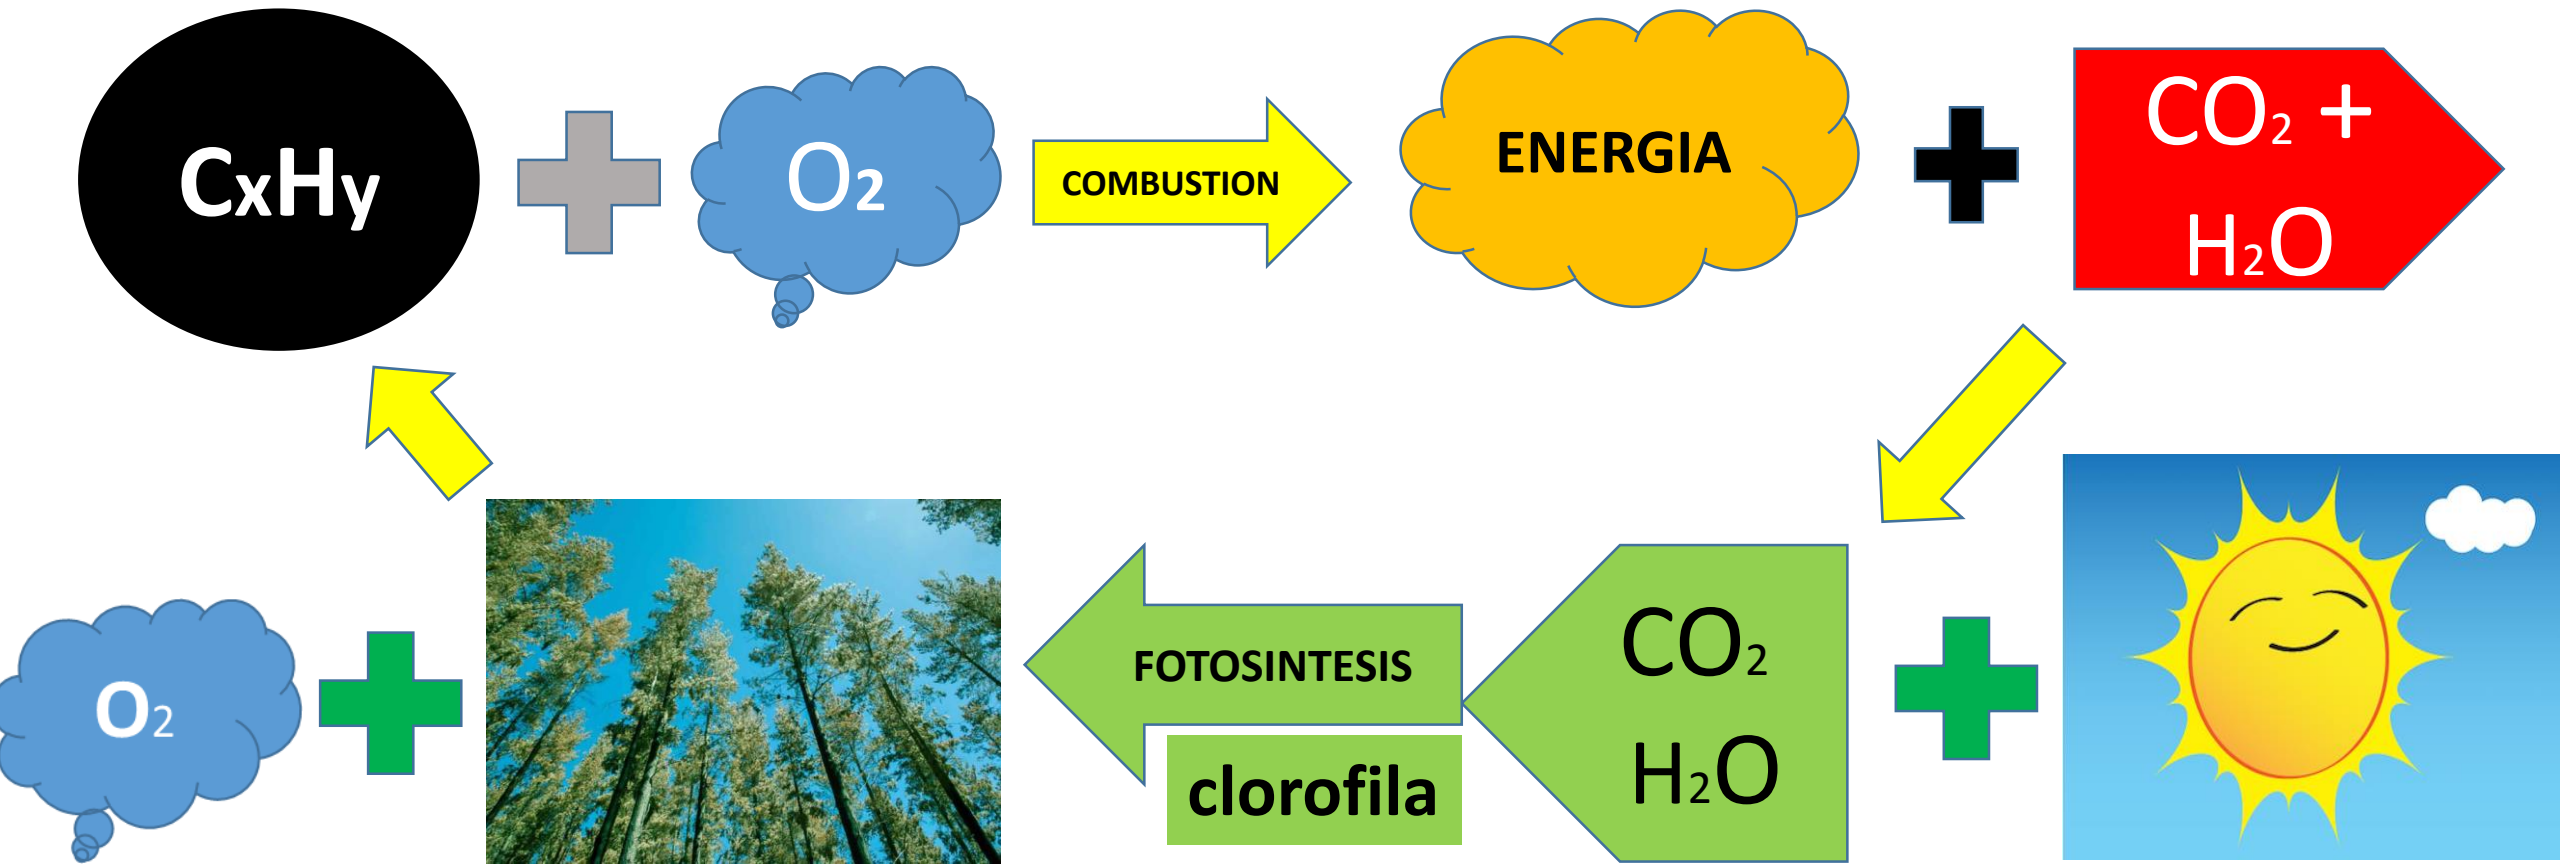 CxHy
O2
COMBUSTION
ENERGIA
CO2 +
H2O
O2
FOTOSINTESIS
clorofila
CO2
H2O